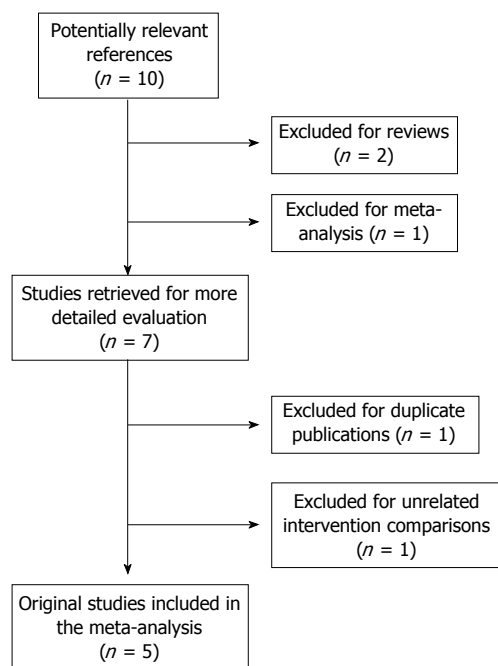 Potentially relevant
references
(n = 10)
Excluded for reviews
(n = 2)
Excluded for meta-
analysis (n = 1)
Studies retrieved for more
detailed evaluation
(n = 7)
Excluded for duplicate
publications (n = 1)
Excluded for unrelated
intervention comparisons
(n = 1)
Original studies included in
the meta-analysis
(n = 5)